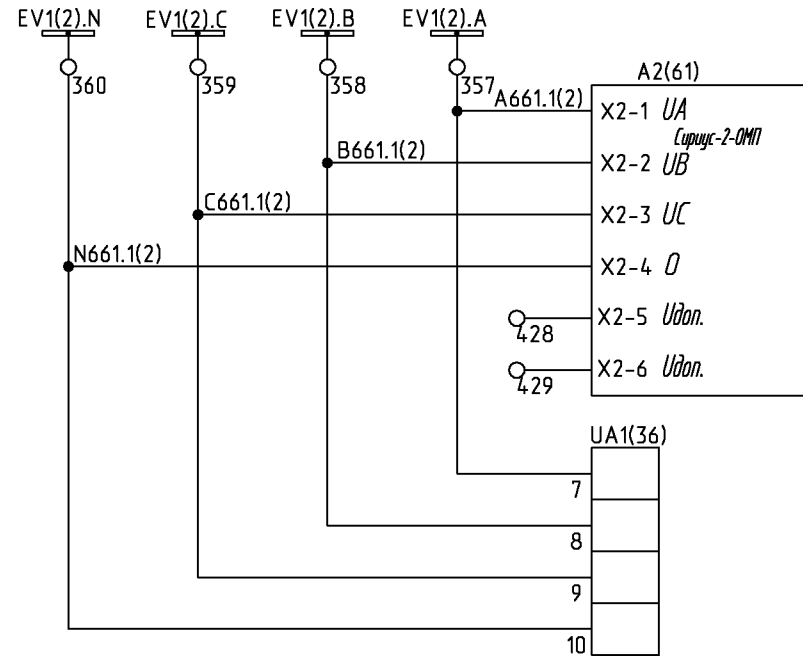 EV1(2).N EV1(2).C EV1(2).B EV1(2).A
360 359 358 357
A2(61)
A661.1(2)
X2-1 UA
Сириус-2-ОМП
B661.1(2)
X2-2 UB
C661.1(2)
X2-3 UC
N661.1(2)
X2-4 O
428
X2-5 Uдоп.
429
X2-6 Uдоп.
UA1(36)
7
8
9
10